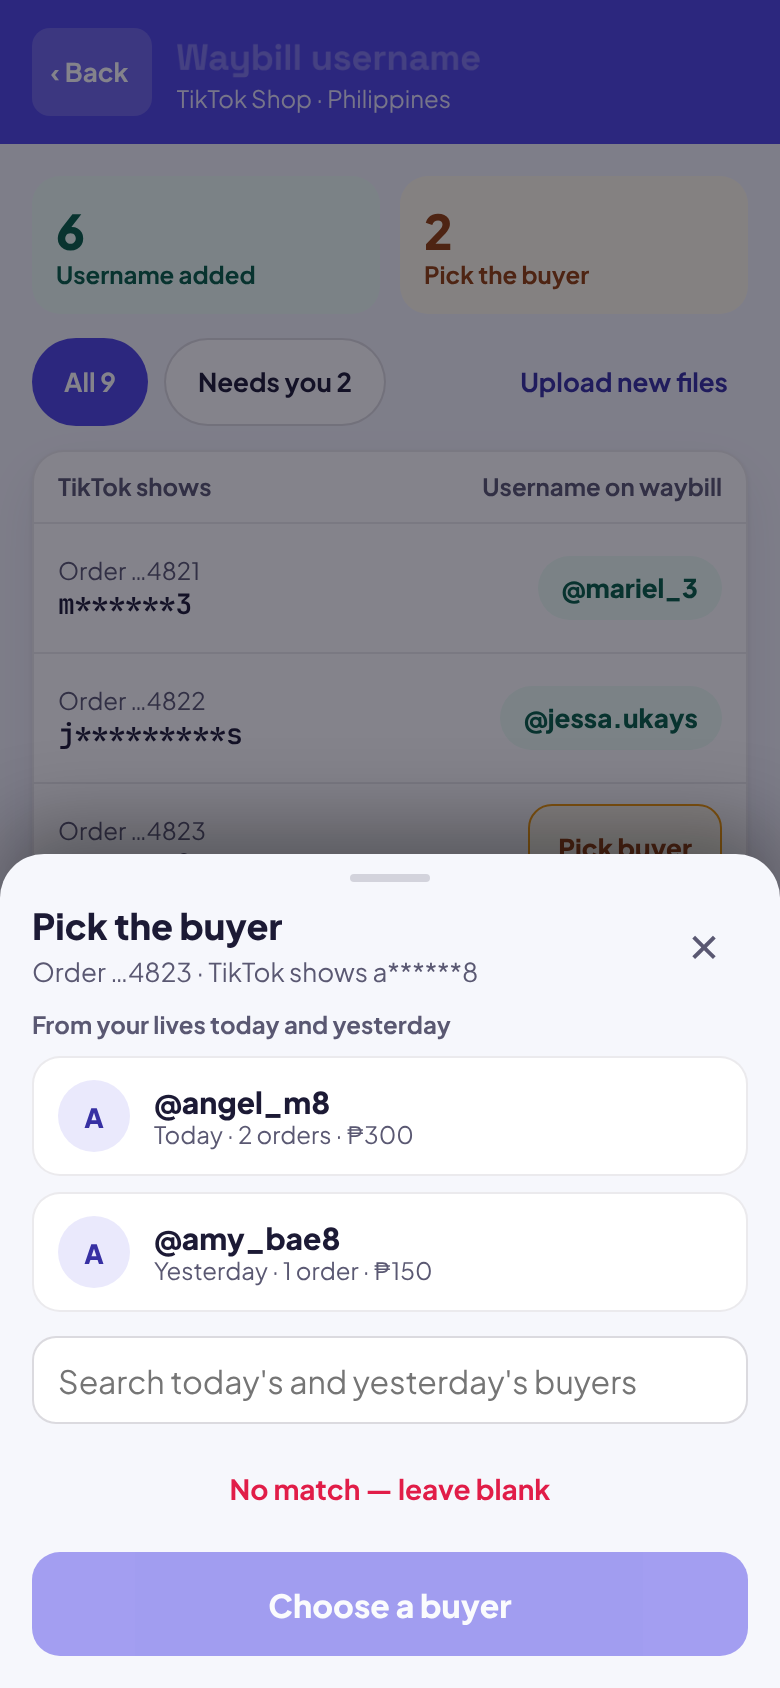 ‹ Back
Waybill username
TikTok Shop · Philippines
6
Username added
2
Pick the buyer
All 9
Needs you 2
Upload new files
TikTok shows
Username on waybill
Order …4821
m******3
@mariel_3
Order …4822
j*********s
@jessa.ukays
Order …4823
Pick buyer
Pick the buyer
✕
Order …4823 · TikTok shows a******8
From your lives today and yesterday
A
@angel_m8
Today · 2 orders · ₱300
A
@amy_bae8
Yesterday · 1 order · ₱150
Search today's and yesterday's buyers
No match — leave blank
Choose a buyer